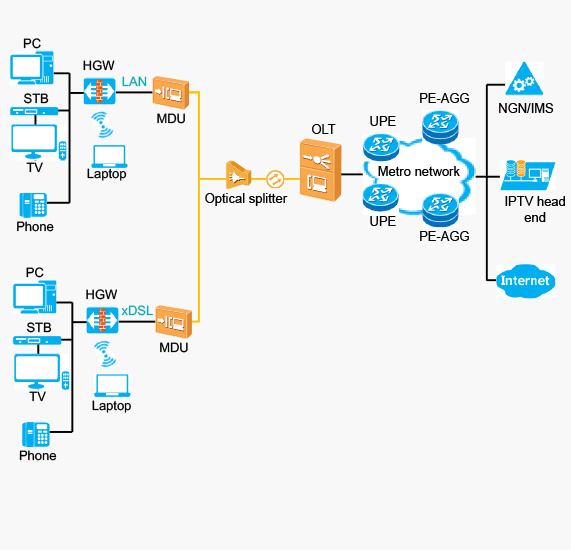 PC
HGW
LAN
STB
MDU
TV
Laptop
Phone
Optical splitter
OLT
UPE
PE-AGG
Metro network
UPE
PE-AGG
NGN/IMS
IPTV head
end
Internet
PC
HGW
xDSL
STB
MDU
TV
Laptop
Phone